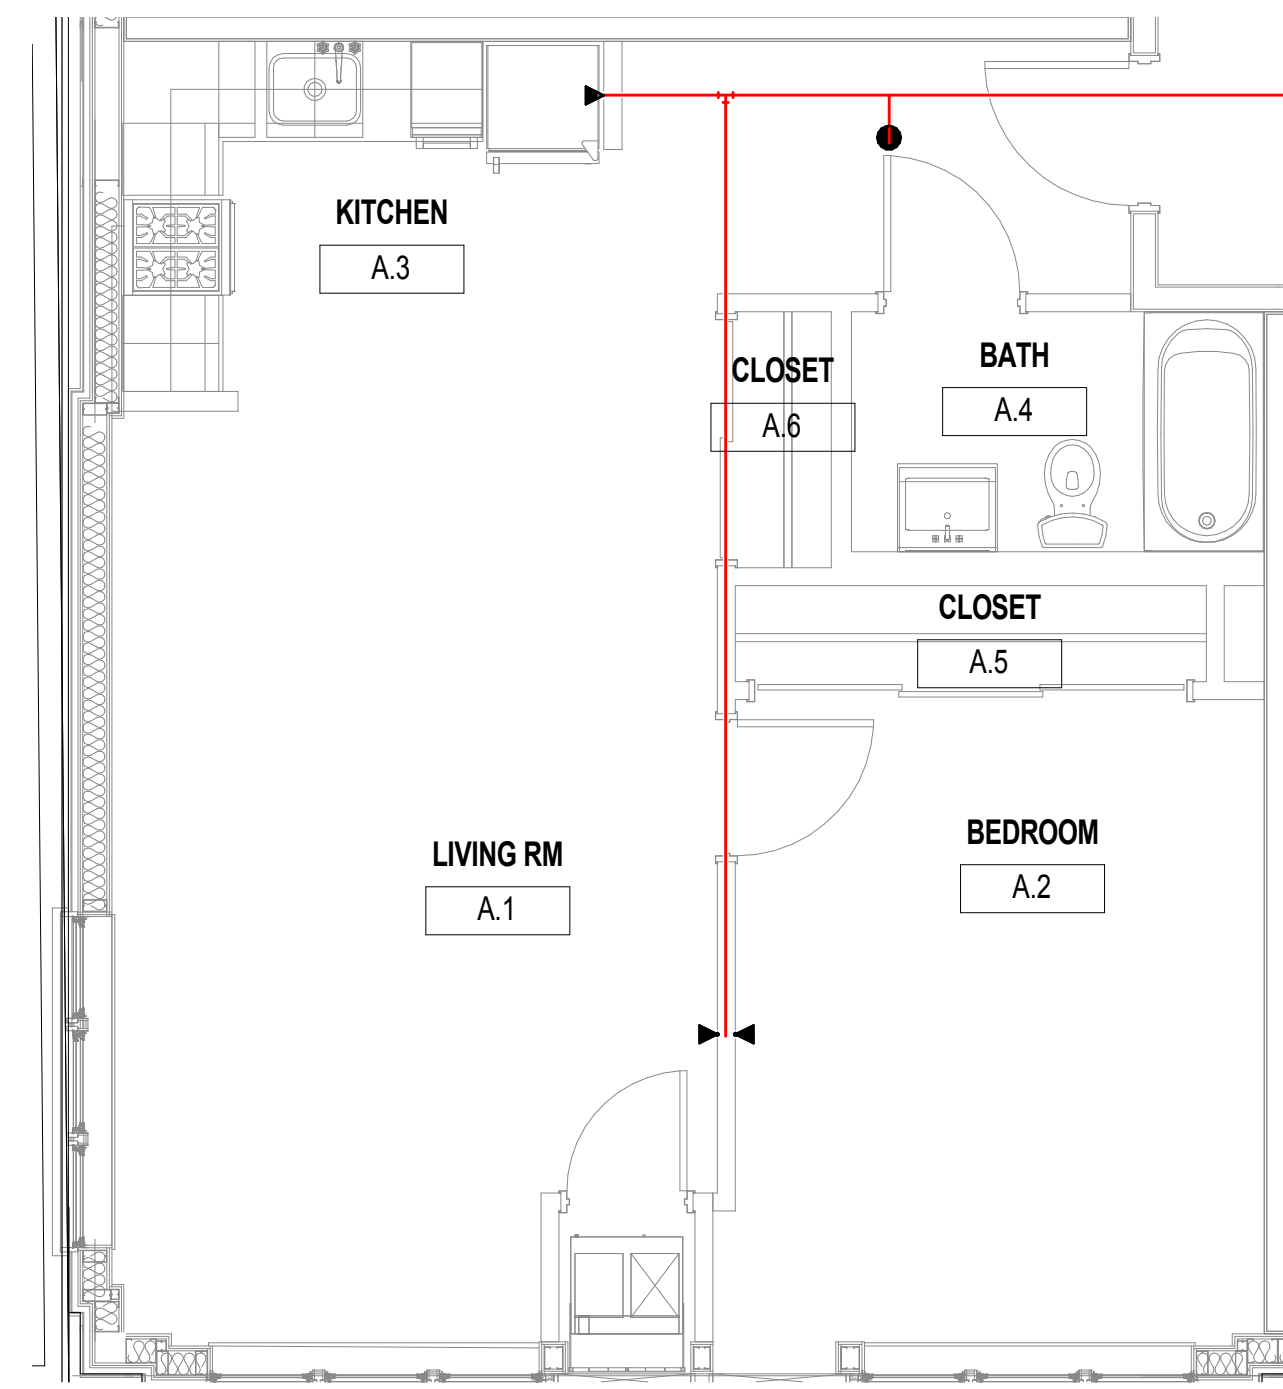 KITCHEN
A.3
CLOSET
A.6
BATH
A.4
CLOSET
A.5
LIVING RM
A.1
BEDROOM
A.2